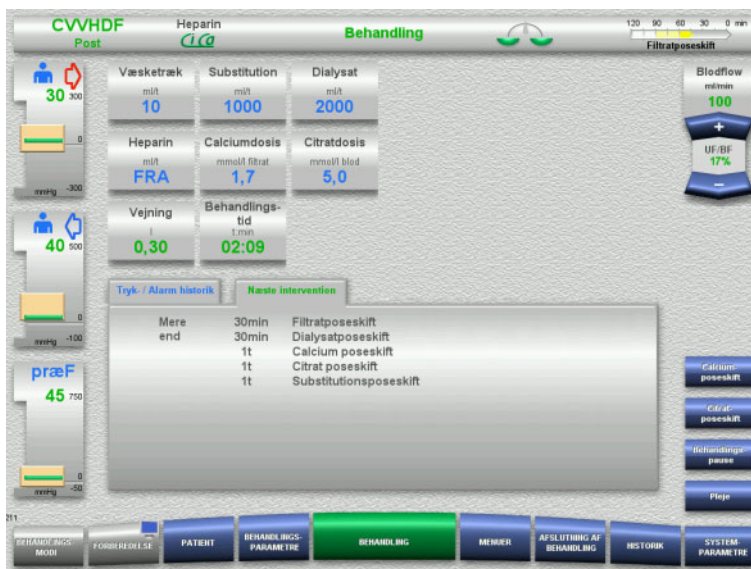 CVVHDF
Post
Heparin
CiCa
Behandling
120 90 60 30 0 min
Filtratposeskift
30
300
0
mmHg -300
40
500
0
mmHg -100
præF
45
750
0
mmHg -50
Væsketræk
ml/t
10
Substitution
ml/t
1000
Dialysat
ml/t
2000
Heparin
ml/t
FRA
Calciumdosis
mmol/l filtrat
1,7
Citratdosis
mmol/l blod
5,0
Vejning
l
0,30
Behandlings-
tid
t:min
02:09
Blodflow
ml/min
100
+
UF/BF
17%
−
Tryk- / Alarm historik
Næste intervention
Mere 30min Filtratposeskift
end 30min Dialysatposeskift
1t Calcium poseskift
1t Citrat poseskift
1t Substitutionsposeskift
Calcium-
poseskift
Citrat-
poseskift
Behandlings-
pause
Pleje
211
BEHANDLINGS-
MODI
FORBEREDELSE
PATIENT
BEHANDLINGS-
PARAMETRE
BEHANDLING
MENUER
AFSLUTNING AF
BEHANDLING
HISTORIK
SYSTEM-
PARAMETRE